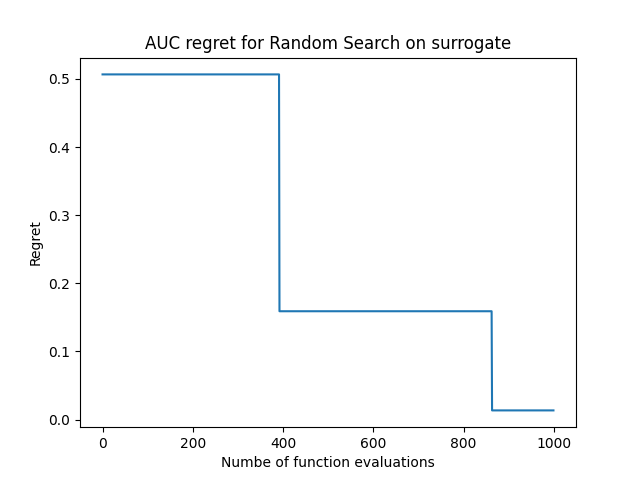 AUC regret for Random Search on surrogate
0.5
0.4
0.3
0.2
0.1
0.0
Regret
0 200 400 600 800 1000
Numbe of function evaluations